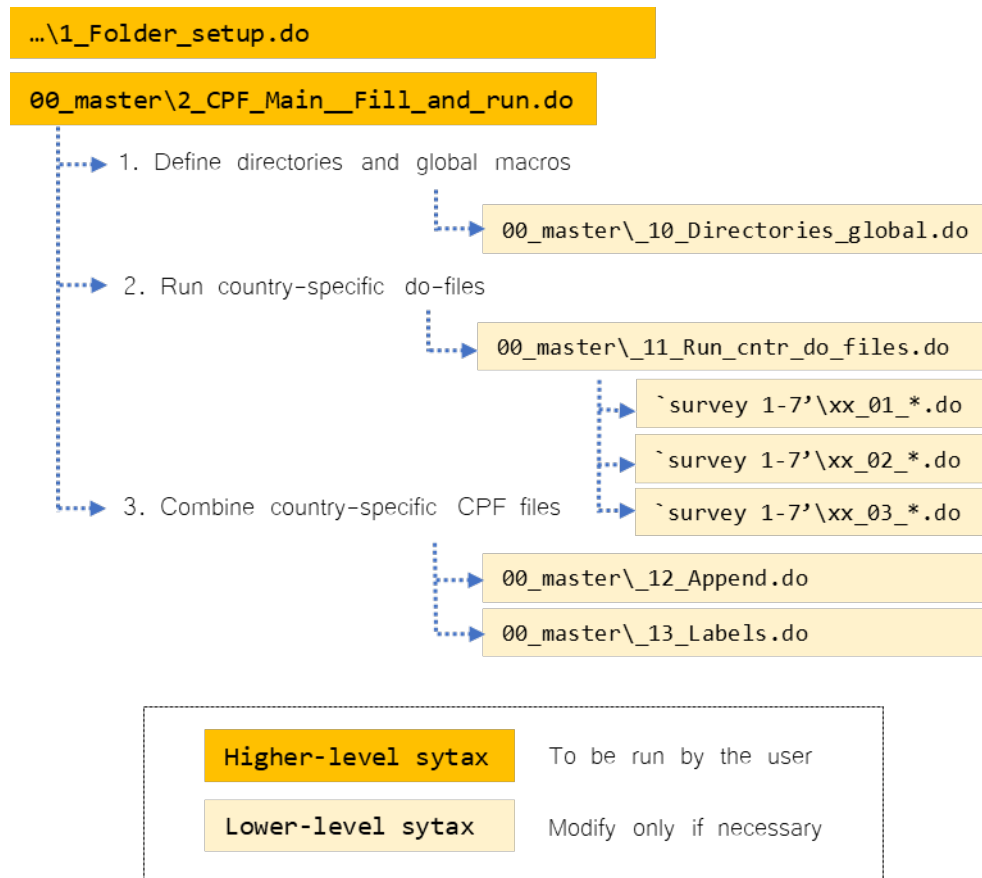 …\1_Folder_setup.do
00_master\2_CPF_Main__Fill_and_run.do
1. Define directories and global macros
00_master\_10_Directories_global.do
2. Run country-specific do-files
00_master\_11_Run_cntr_do_files.do
`survey 1-7’\xx_01_*.do
`survey 1-7’\xx_02_*.do
3. Combine country-specific CPF files
`survey 1-7’\xx_03_*.do
00_master\_12_Append.do
00_master\_13_Labels.do
Higher-level sytax
To be run by the user
Lower-level sytax
Modify only if necessary